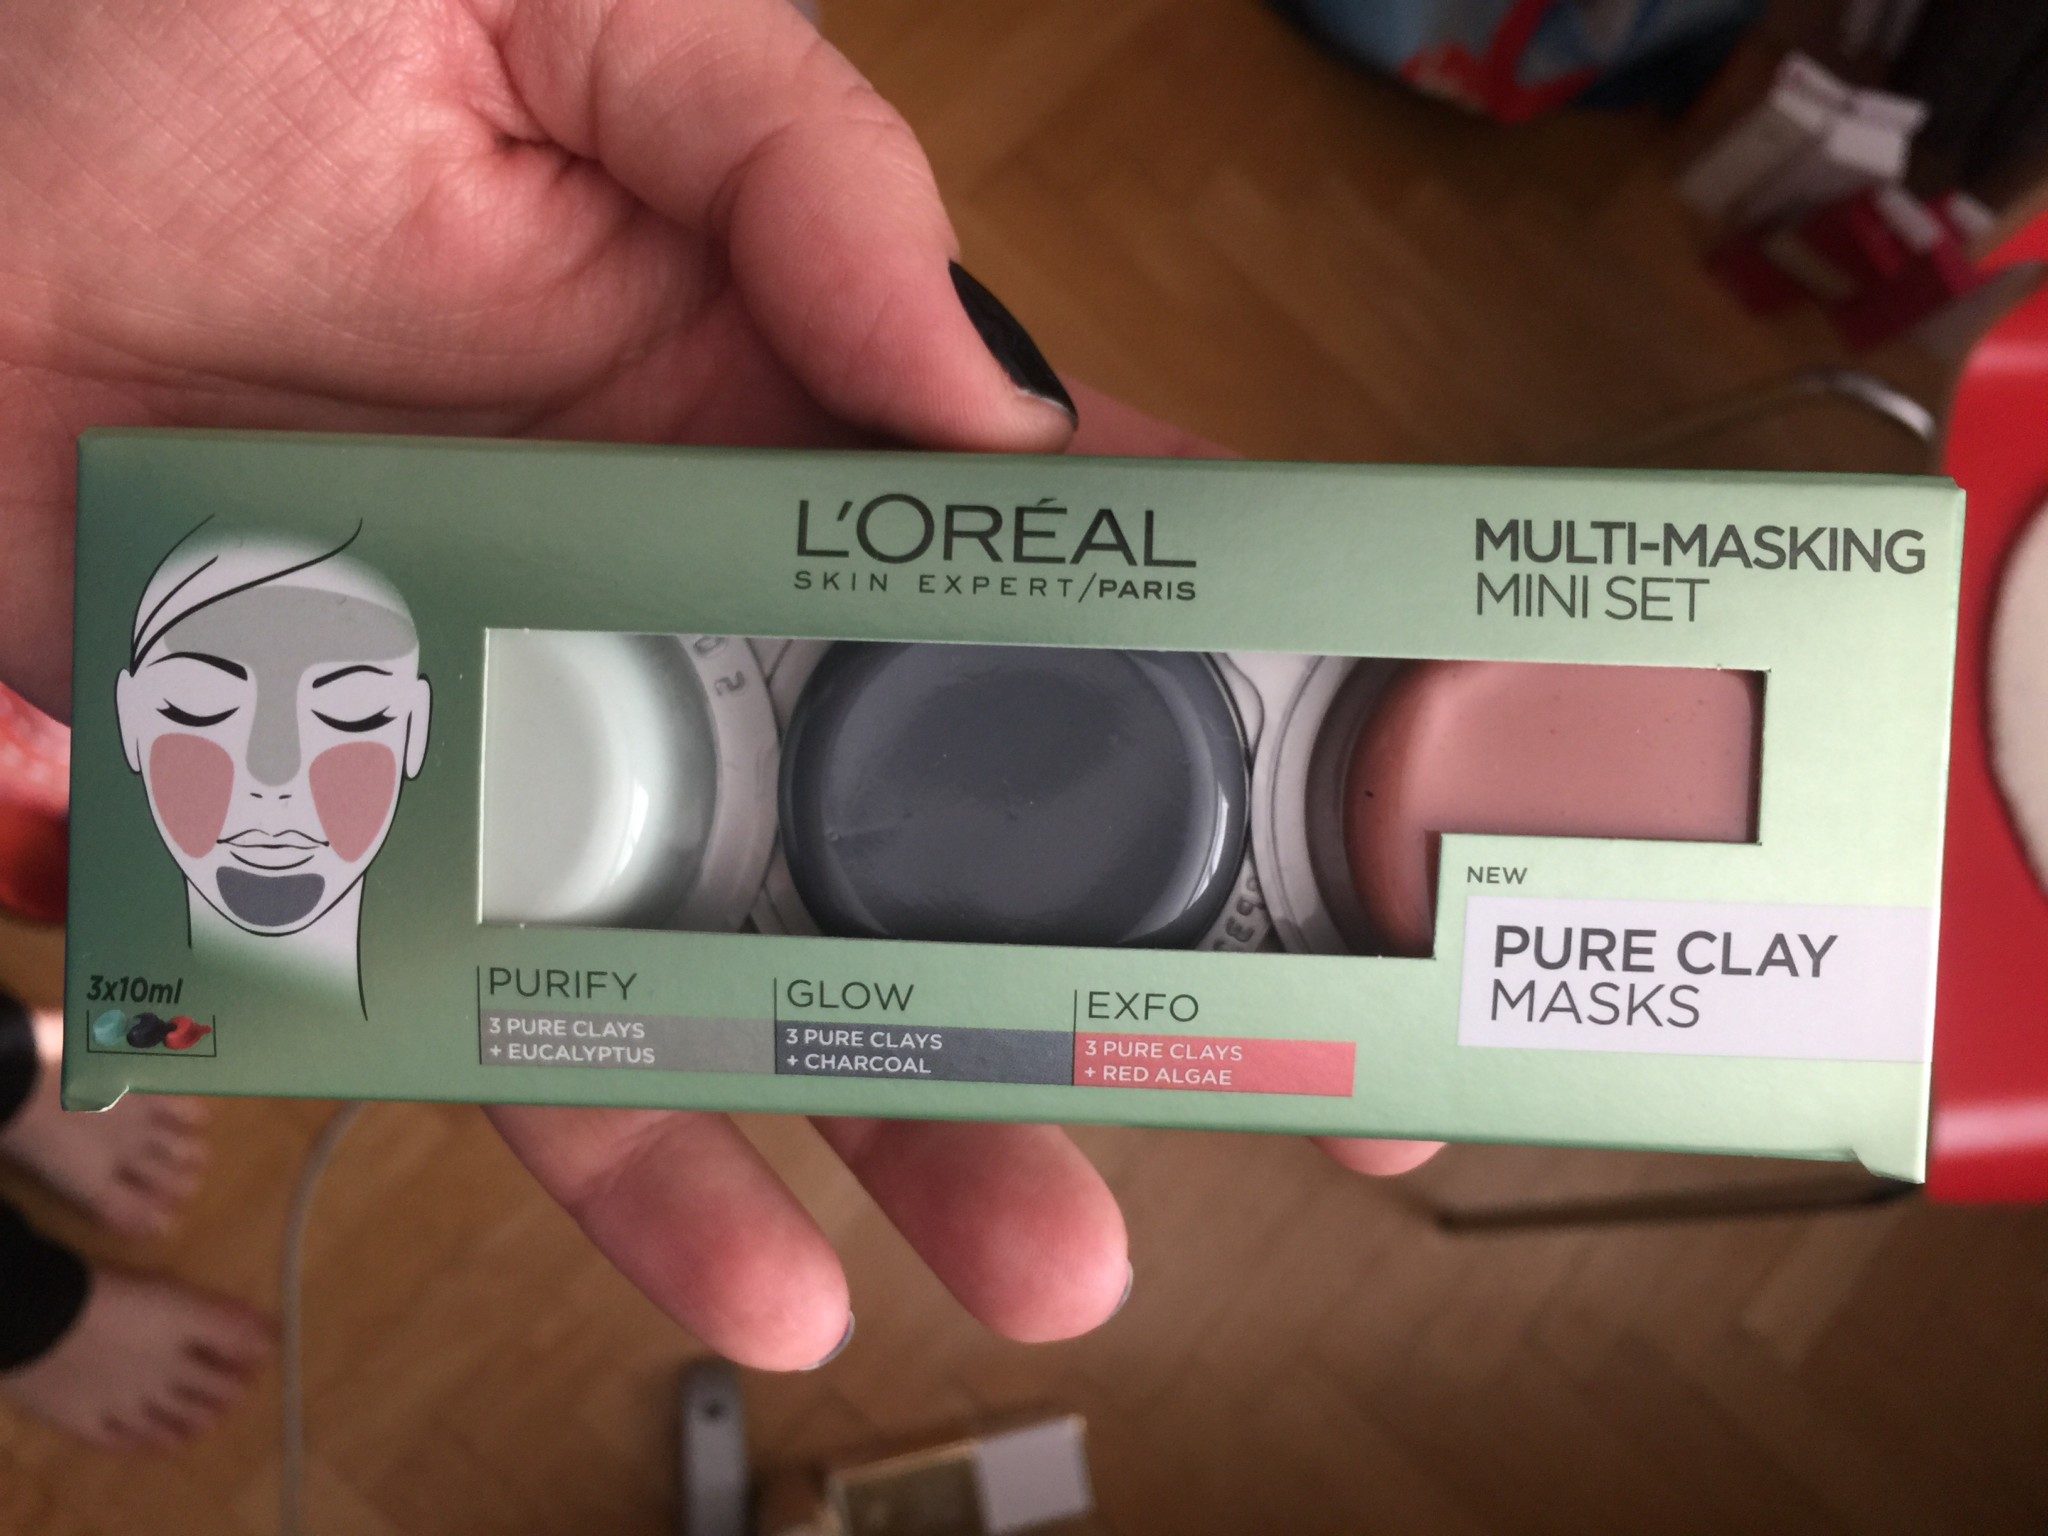 L'ORÉAL
SKIN EXPERT/PARIS
MULTI-MASKING
MINI SET
NEW
PURE CLAY
MASKS
PURIFY
3 PURE CLAYS
+ EUCALYPTUS
GLOW
3 PURE CLAYS
+ CHARCOAL
EXFO
3 PURE CLAYS
+ RED ALGAE
3x10ml